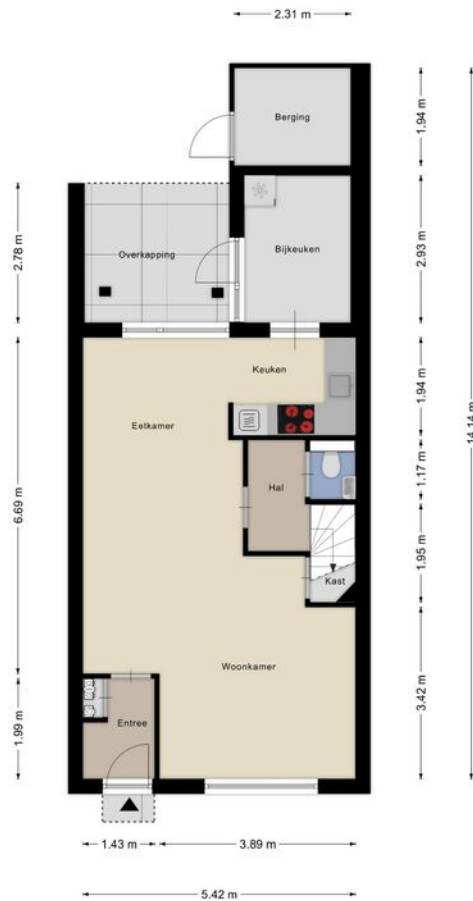 2.31 m
Berging
1.94 m
2.78 m
Overkapping
Bijkeuken
2.93 m
14.14 m
Keuken
1.94 m
Eetkamer
6.69 m
Hal
1.17 m
1.95 m
Kast
Woonkamer
3.42 m
1.99 m
Entree
1.43 m
3.89 m
5.42 m